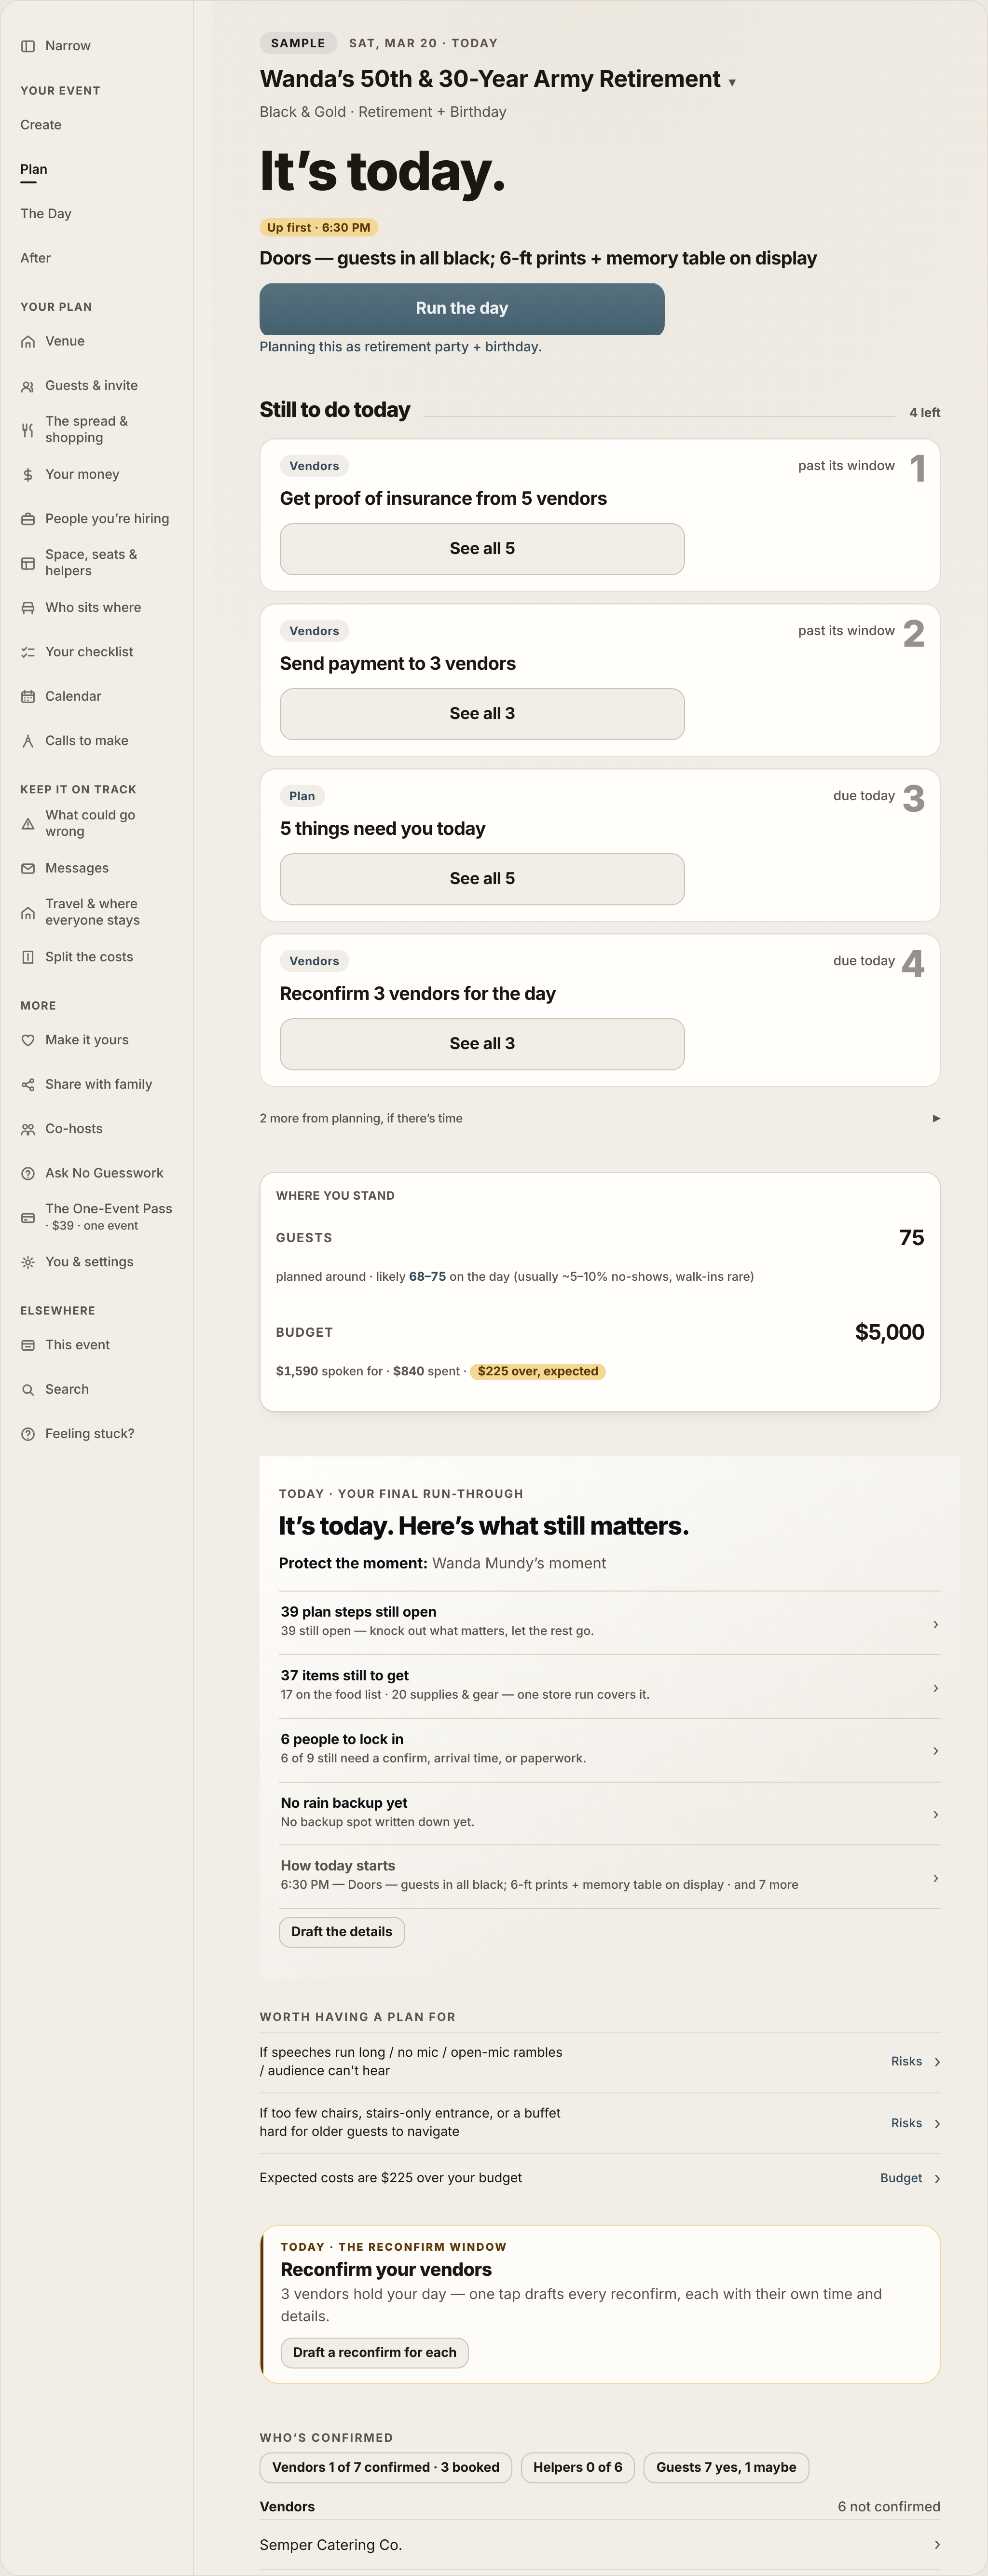 Narrow
YOUR EVENT
Create
Plan
The Day
After
YOUR PLAN
Venue
Guests & invite
The spread &
shopping
Your money
People you’re hiring
Space, seats &
helpers
Who sits where
Your checklist
Calendar
Calls to make
KEEP IT ON TRACK
What could go
wrong
Messages
Travel & where
everyone stays
Split the costs
MORE
Make it yours
Share with family
Co-hosts
Ask No Guesswork
The One-Event Pass
· $39 · one event
You & settings
ELSEWHERE
This event
Search
Feeling stuck?
SAMPLE SAT, MAR 20 · TODAY
Wanda’s 50th & 30-Year Army Retirement ▾
Black & Gold · Retirement + Birthday
It’s today.
Up first · 6:30 PM
Doors — guests in all black; 6-ft prints + memory table on display
Run the day
Planning this as retirement party + birthday.
Still to do today 4 left
Vendors past its window 1
Get proof of insurance from 5 vendors
See all 5
Vendors past its window 2
Send payment to 3 vendors
See all 3
Plan due today 3
5 things need you today
See all 5
Vendors due today 4
Reconfirm 3 vendors for the day
See all 3
2 more from planning, if there’s time ▸
WHERE YOU STAND
GUESTS 75
planned around · likely 68–75 on the day (usually ~5–10% no-shows, walk-ins rare)
BUDGET $5,000
$1,590 spoken for · $840 spent · $225 over, expected
TODAY · YOUR FINAL RUN-THROUGH
It’s today. Here’s what still matters.
Protect the moment: Wanda Mundy’s moment
39 plan steps still open
39 still open — knock out what matters, let the rest go.
37 items still to get
17 on the food list · 20 supplies & gear — one store run covers it.
6 people to lock in
6 of 9 still need a confirm, arrival time, or paperwork.
No rain backup yet
No backup spot written down yet.
How today starts
6:30 PM — Doors — guests in all black; 6-ft prints + memory table on display · and 7 more
Draft the details
WORTH HAVING A PLAN FOR
If speeches run long / no mic / open-mic rambles
/ audience can't hear
Risks ›
If too few chairs, stairs-only entrance, or a buffet
hard for older guests to navigate
Risks ›
Expected costs are $225 over your budget Budget ›
TODAY · THE RECONFIRM WINDOW
Reconfirm your vendors
3 vendors hold your day — one tap drafts every reconfirm, each with their own time and
details.
Draft a reconfirm for each
WHO’S CONFIRMED
Vendors 1 of 7 confirmed · 3 booked Helpers 0 of 6 Guests 7 yes, 1 maybe
Vendors 6 not confirmed
Semper Catering Co. ›